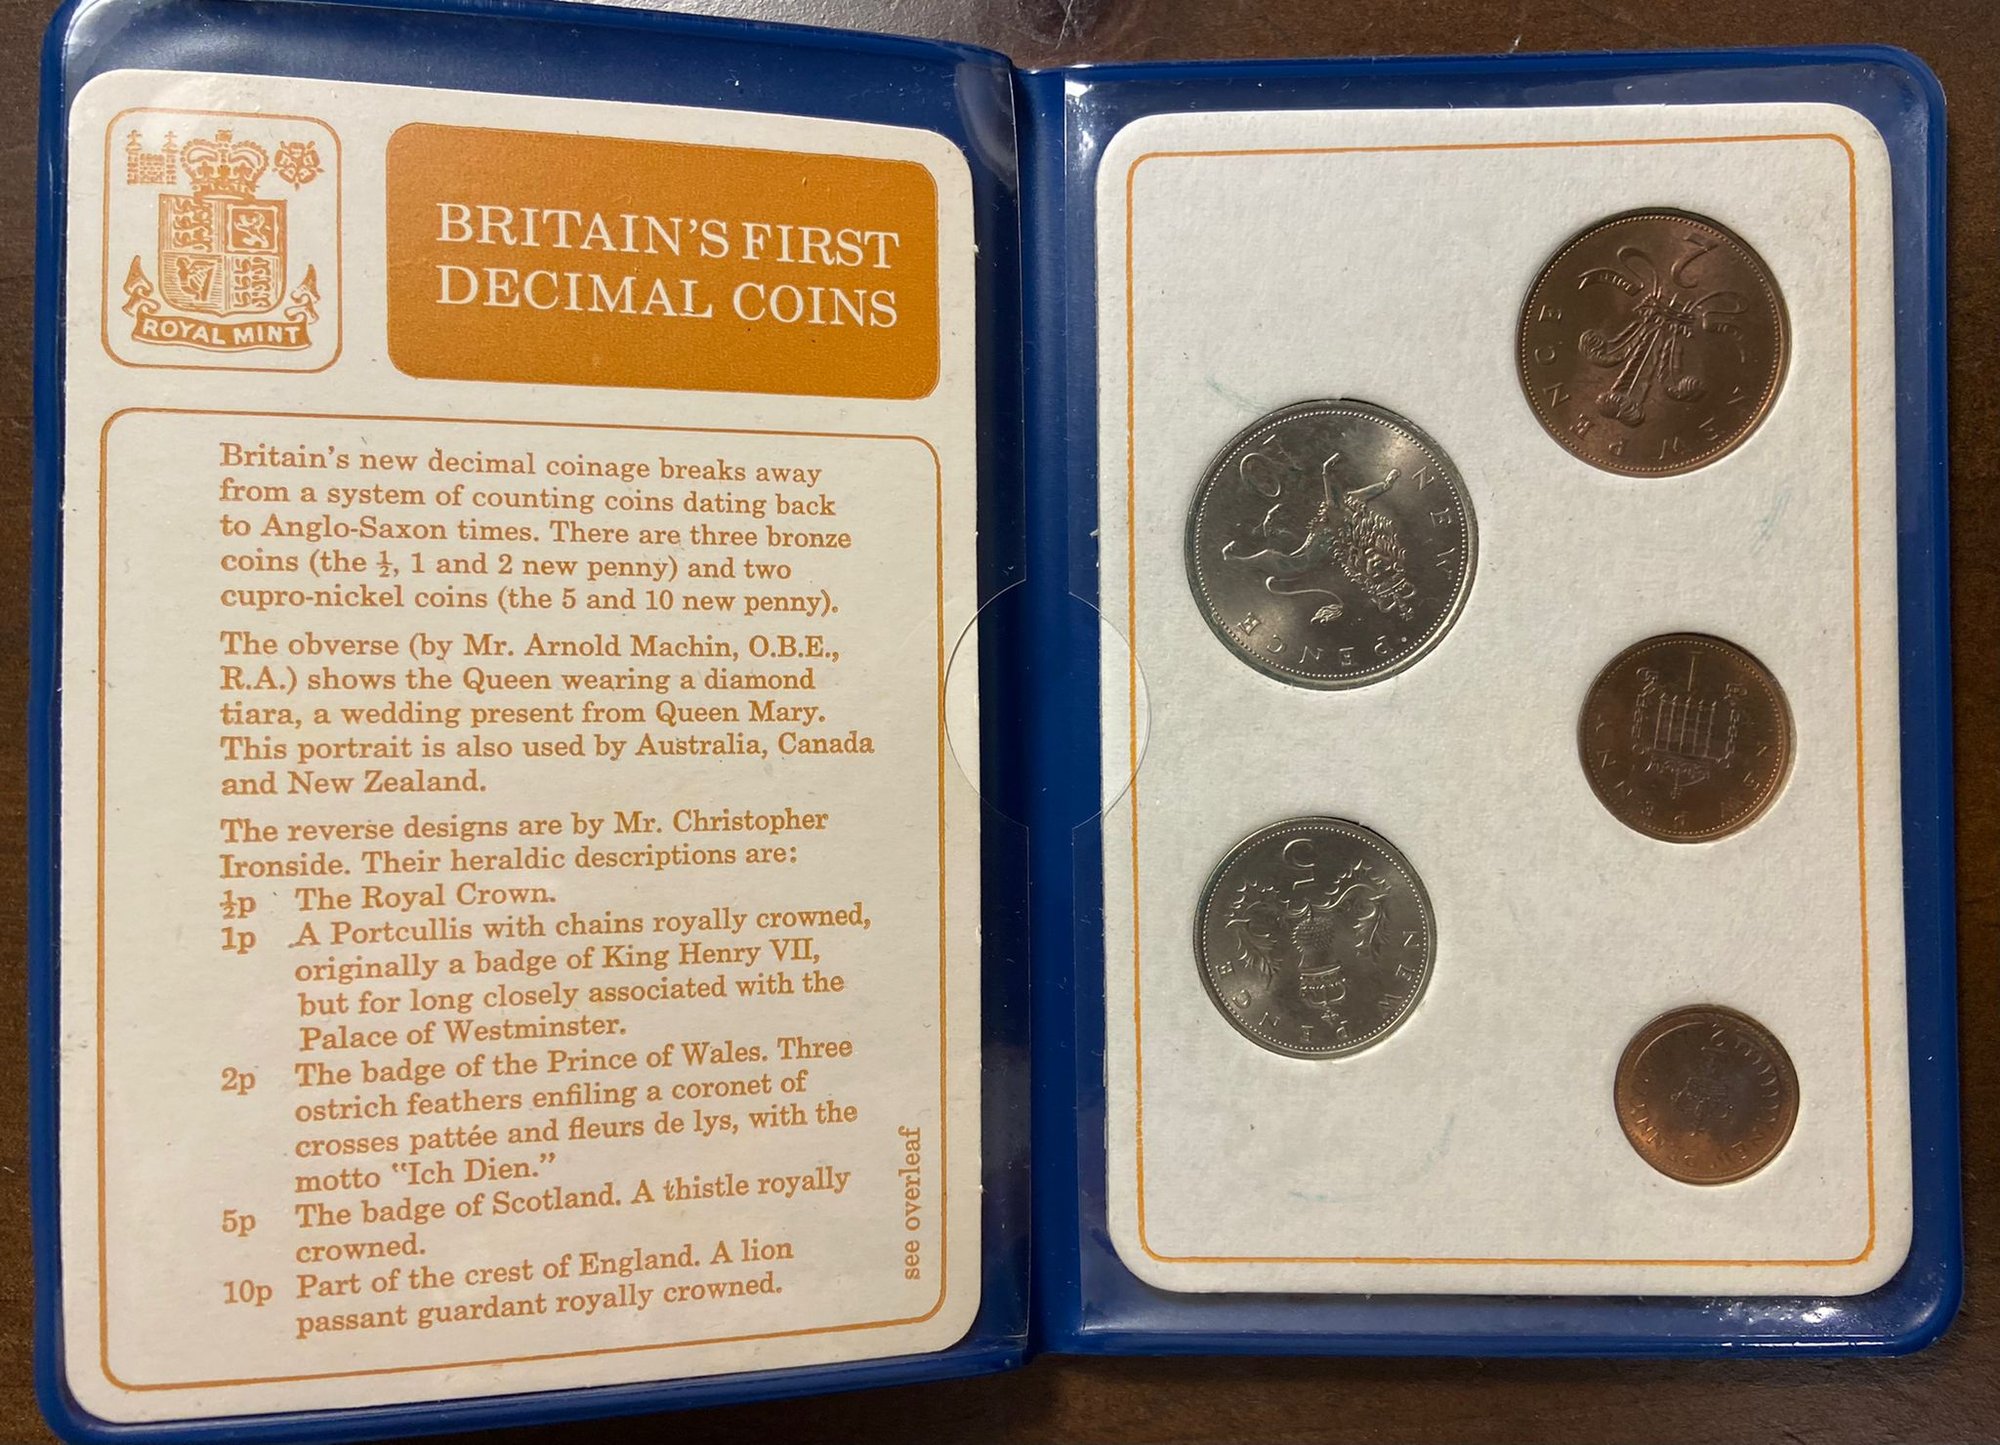 ROYAL MINT
BRITAIN'S FIRST
DECIMAL COINS
Britain's new decimal coinage breaks away
from a system of counting coins dating back
to Anglo-Saxon times. There are three bronze
coins (the ½, 1 and 2 new penny) and two
cupro-nickel coins (the 5 and 10 new penny).
The obverse (by Mr. Arnold Machin, O.B.E.,
R.A.) shows the Queen wearing a diamond
tiara, a wedding present from Queen Mary.
This portrait is also used by Australia, Canada
and New Zealand.
The reverse designs are by Mr. Christopher
Ironside. Their heraldic descriptions are:
½p The Royal Crown.
1p A Portcullis with chains royally crowned,
originally a badge of King Henry VII,
but for long closely associated with the
Palace of Westminster.
2p The badge of the Prince of Wales. Three
ostrich feathers enfiling a coronet of
crosses pattée and fleurs de lys, with the
motto "Ich Dien."
5p The badge of Scotland. A thistle royally
crowned.
10p Part of the crest of England. A lion
passant guardant royally crowned.
see overleaf
NEW PENCE
2
NEW PENCE
10
NEW PENNY
1
NEW PENCE
5
NEW PENNY
½